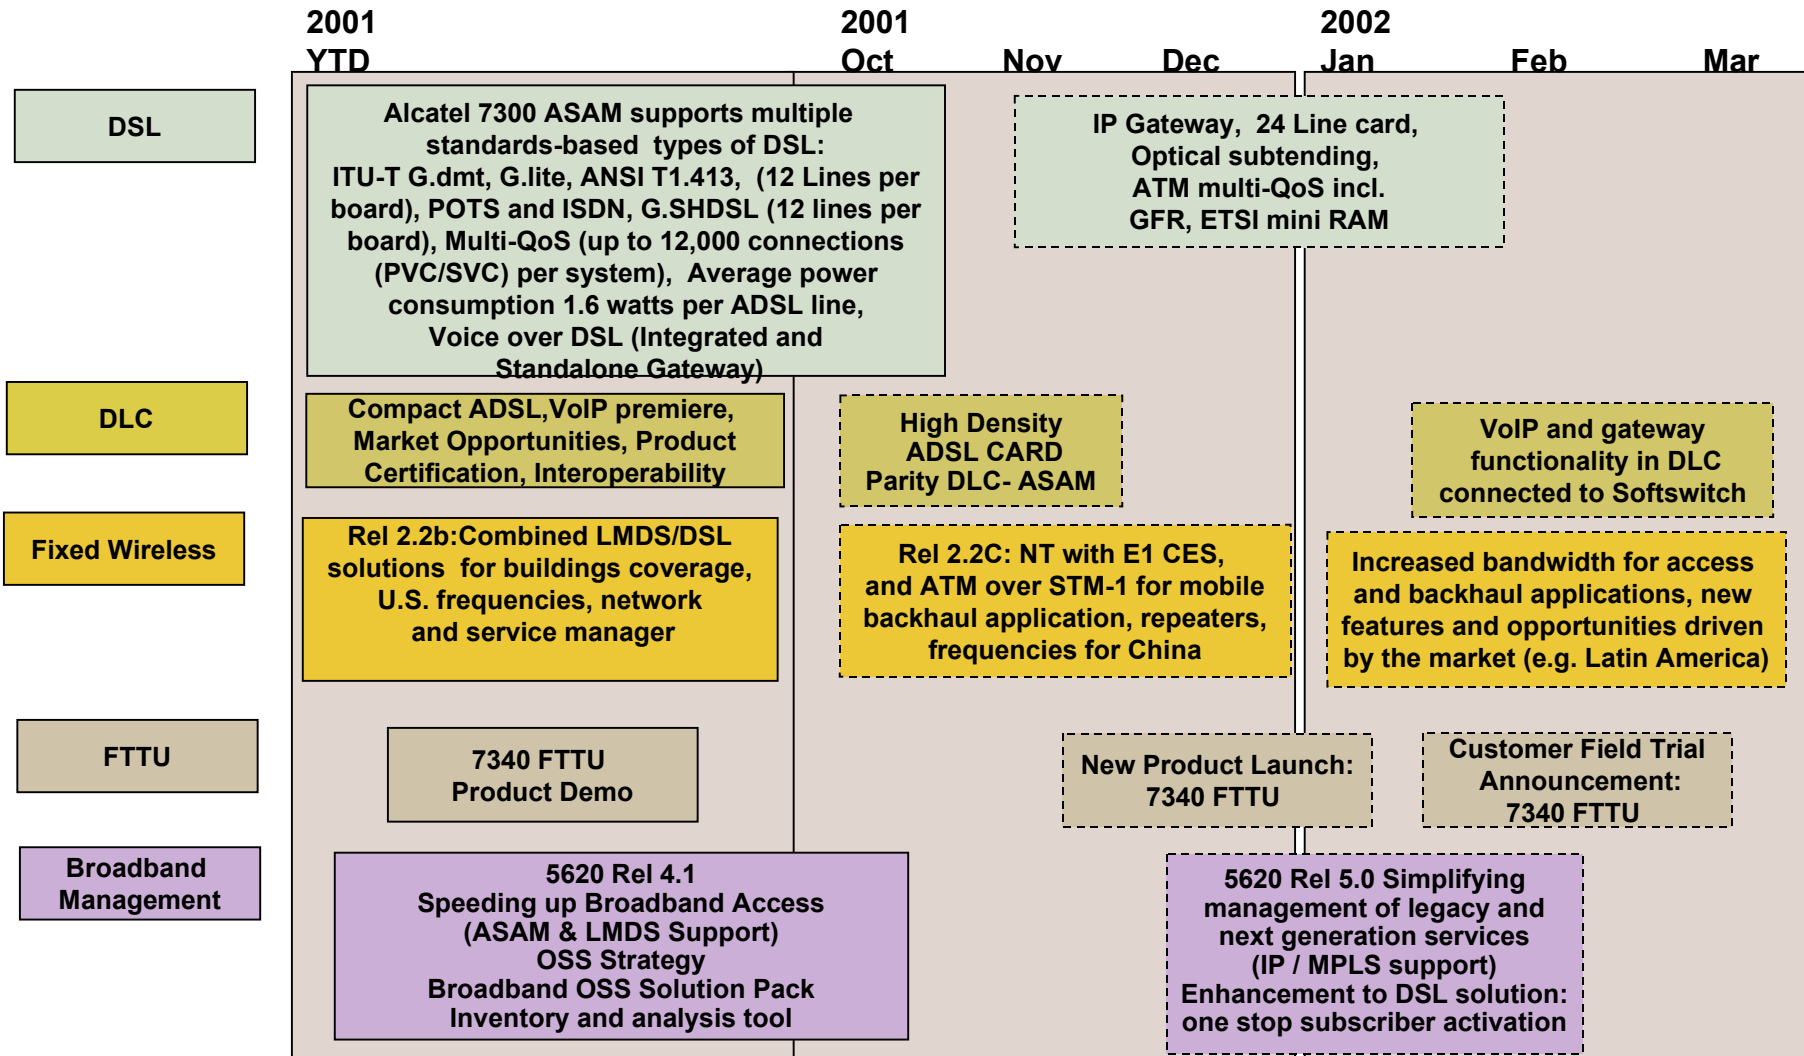 2001
YTD
2001
Oct
Nov
Dec
2002
Jan
Feb
Mar
DSL
Alcatel 7300 ASAM supports multiple
standards-based types of DSL:
ITU-T G.dmt, G.lite, ANSI T1.413, (12 Lines per
board), POTS and ISDN, G.SHDSL (12 lines per
board), Multi-QoS (up to 12,000 connections
(PVC/SVC) per system), Average power
consumption 1.6 watts per ADSL line,
Voice over DSL (Integrated and
Standalone Gateway)
IP Gateway, 24 Line card,
Optical subtending,
ATM multi-QoS incl.
GFR, ETSI mini RAM
DLC
Compact ADSL,VoIP premiere,
Market Opportunities, Product
Certification, Interoperability
High Density
ADSL CARD
Parity DLC- ASAM
VoIP and gateway
functionality in DLC
connected to Softswitch
Fixed Wireless
Rel 2.2b:Combined LMDS/DSL
solutions for buildings coverage,
U.S. frequencies, network
and service manager
Rel 2.2C: NT with E1 CES,
and ATM over STM-1 for mobile
backhaul application, repeaters,
frequencies for China
Increased bandwidth for access
and backhaul applications, new
features and opportunities driven
by the market (e.g. Latin America)
FTTU
7340 FTTU
Product Demo
New Product Launch:
7340 FTTU
Customer Field Trial
Announcement:
7340 FTTU
Broadband
Management
5620 Rel 4.1
Speeding up Broadband Access
(ASAM & LMDS Support)
OSS Strategy
Broadband OSS Solution Pack
Inventory and analysis tool
5620 Rel 5.0 Simplifying
management of legacy and
next generation services
(IP / MPLS support)
Enhancement to DSL solution:
one stop subscriber activation